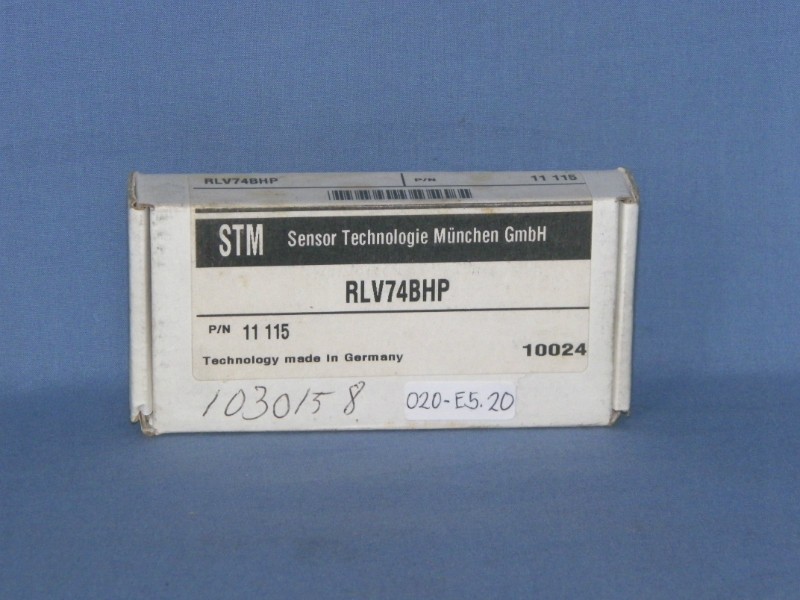 RLV74BHP P/N 11 115
STM Sensor Technologie München GmbH
RLV74BHP
P/N 11 115
Technology made in Germany 10024
1030158 020-E5.20